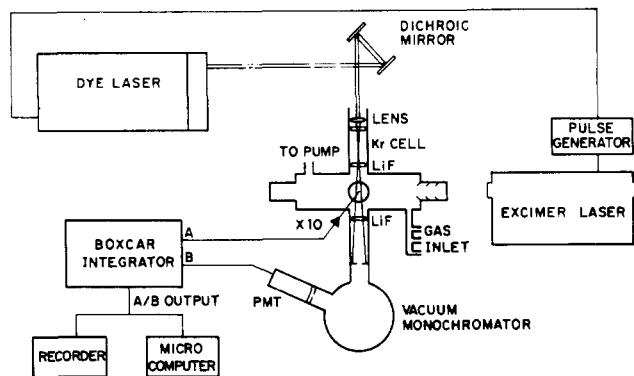 DICHROIC
MIRROR
DYE LASER
LENS
Kr CELL
TO PUMP
LiF
PULSE
GENERATOR
EXCIMER LASER
X10
LiF
GAS
INLET
A
B
BOXCAR
INTEGRATOR
A/B OUTPUT
PMT
VACUUM
MONOCHROMATOR
RECORDER
MICRO
COMPUTER